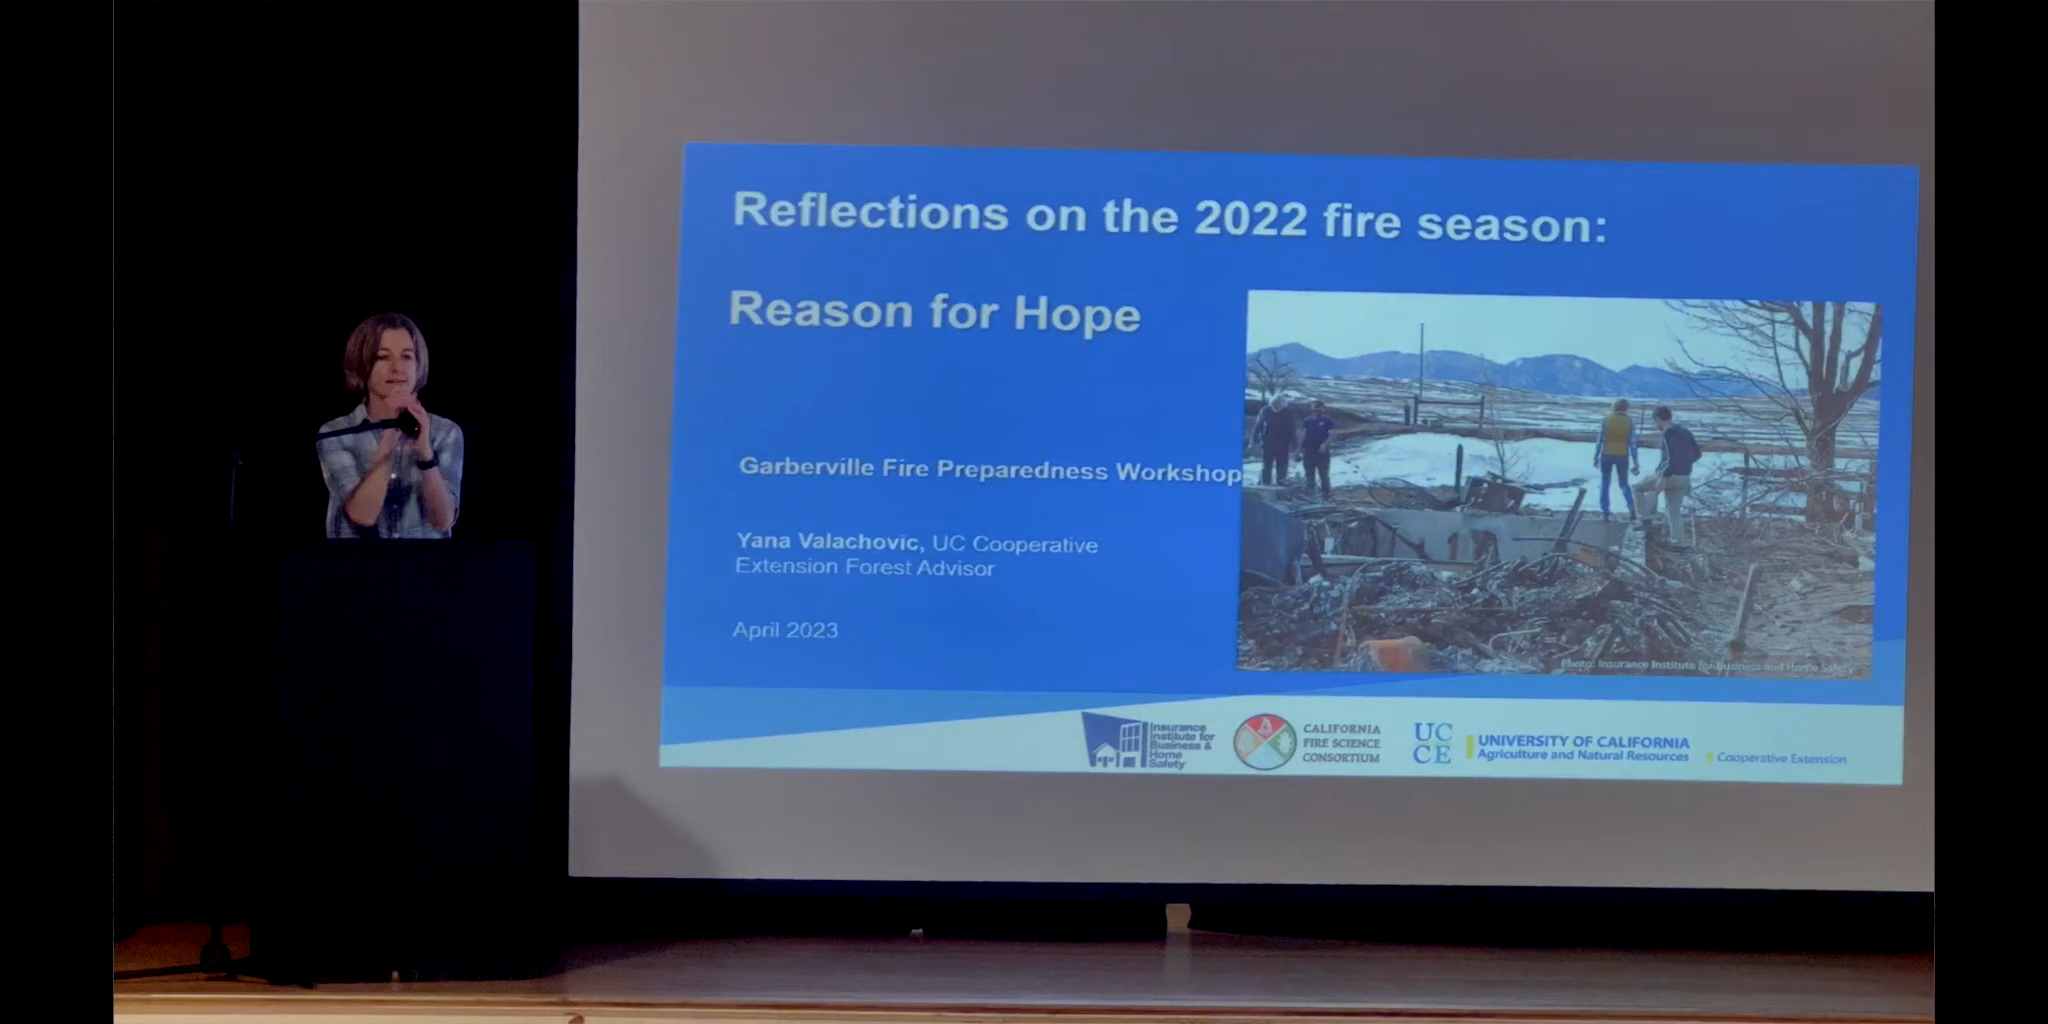 Reflections on the 2022 fire season:
Reason for Hope
Garberville Fire Preparedness Workshop
Yana Valachovic, UC Cooperative
Extension Forest Advisor
April 2023
Photo: Insurance Institute for Business and Home Safety
Insurance
Institute for
Business &
Home
Safety
CALIFORNIA
FIRE SCIENCE
CONSORTIUM
UC
CE
UNIVERSITY OF CALIFORNIA
Agriculture and Natural Resources
Cooperative Extension